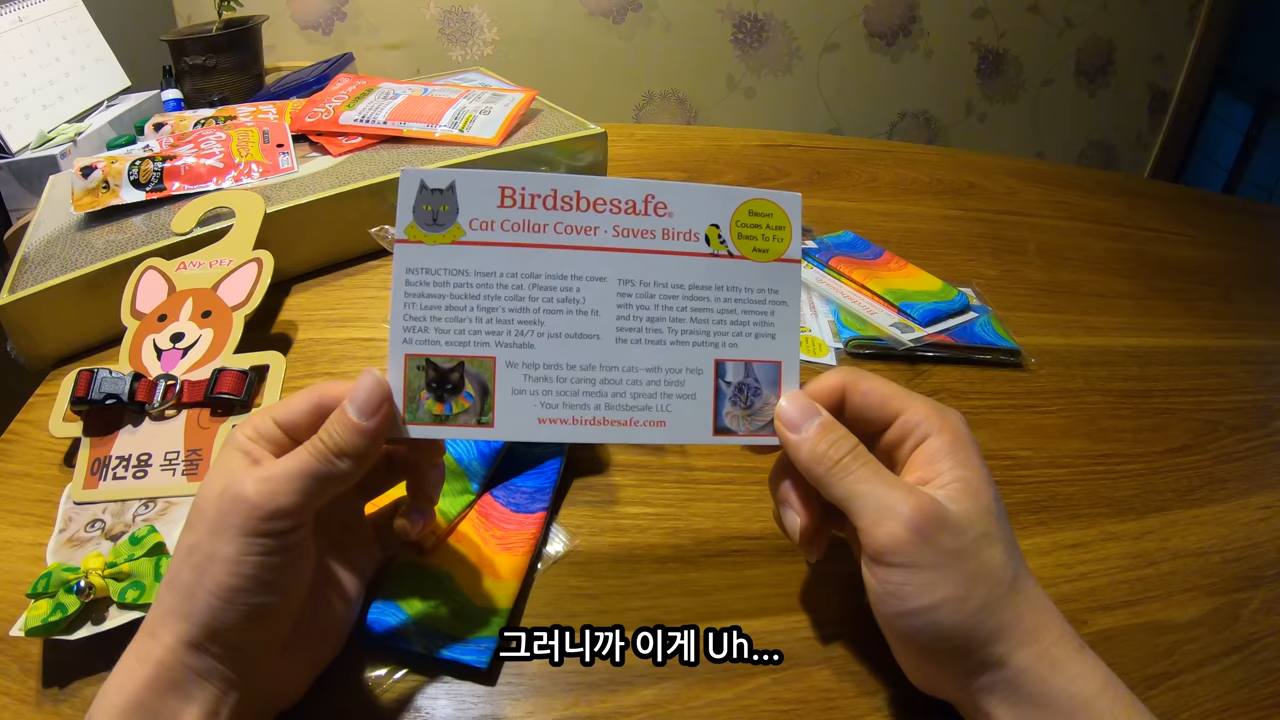 Birdsbesafe®
Cat Collar Cover · Saves Birds
BRIGHT
COLORS ALERT
BIRDS TO FLY
AWAY
INSTRUCTIONS: Insert a cat collar inside the cover.
Buckle both parts onto the cat. (Please use a
breakaway-buckled style collar for cat safety.)
FIT: Leave about a finger's width of room in the fit.
Check the collar's fit at least weekly.
WEAR: Your cat can wear it 24/7 or just outdoors.
All cotton, except trim. Washable.
TIPS: For first use, please let kitty try on the
new collar cover indoors, in an enclosed room,
with you. If the cat seems upset, remove it
and try again later. Most cats adapt within
several tries. Try praising your cat or giving
the cat treats when putting it on.
We help birds be safe from cats—with your help.
Thanks for caring about cats and birds!
Join us on social media and spread the word.
- Your friends at Birdsbesafe LLC
www.birdsbesafe.com
ANY PET
애견용 목줄
CIAO
그러니까 이게 Uh...